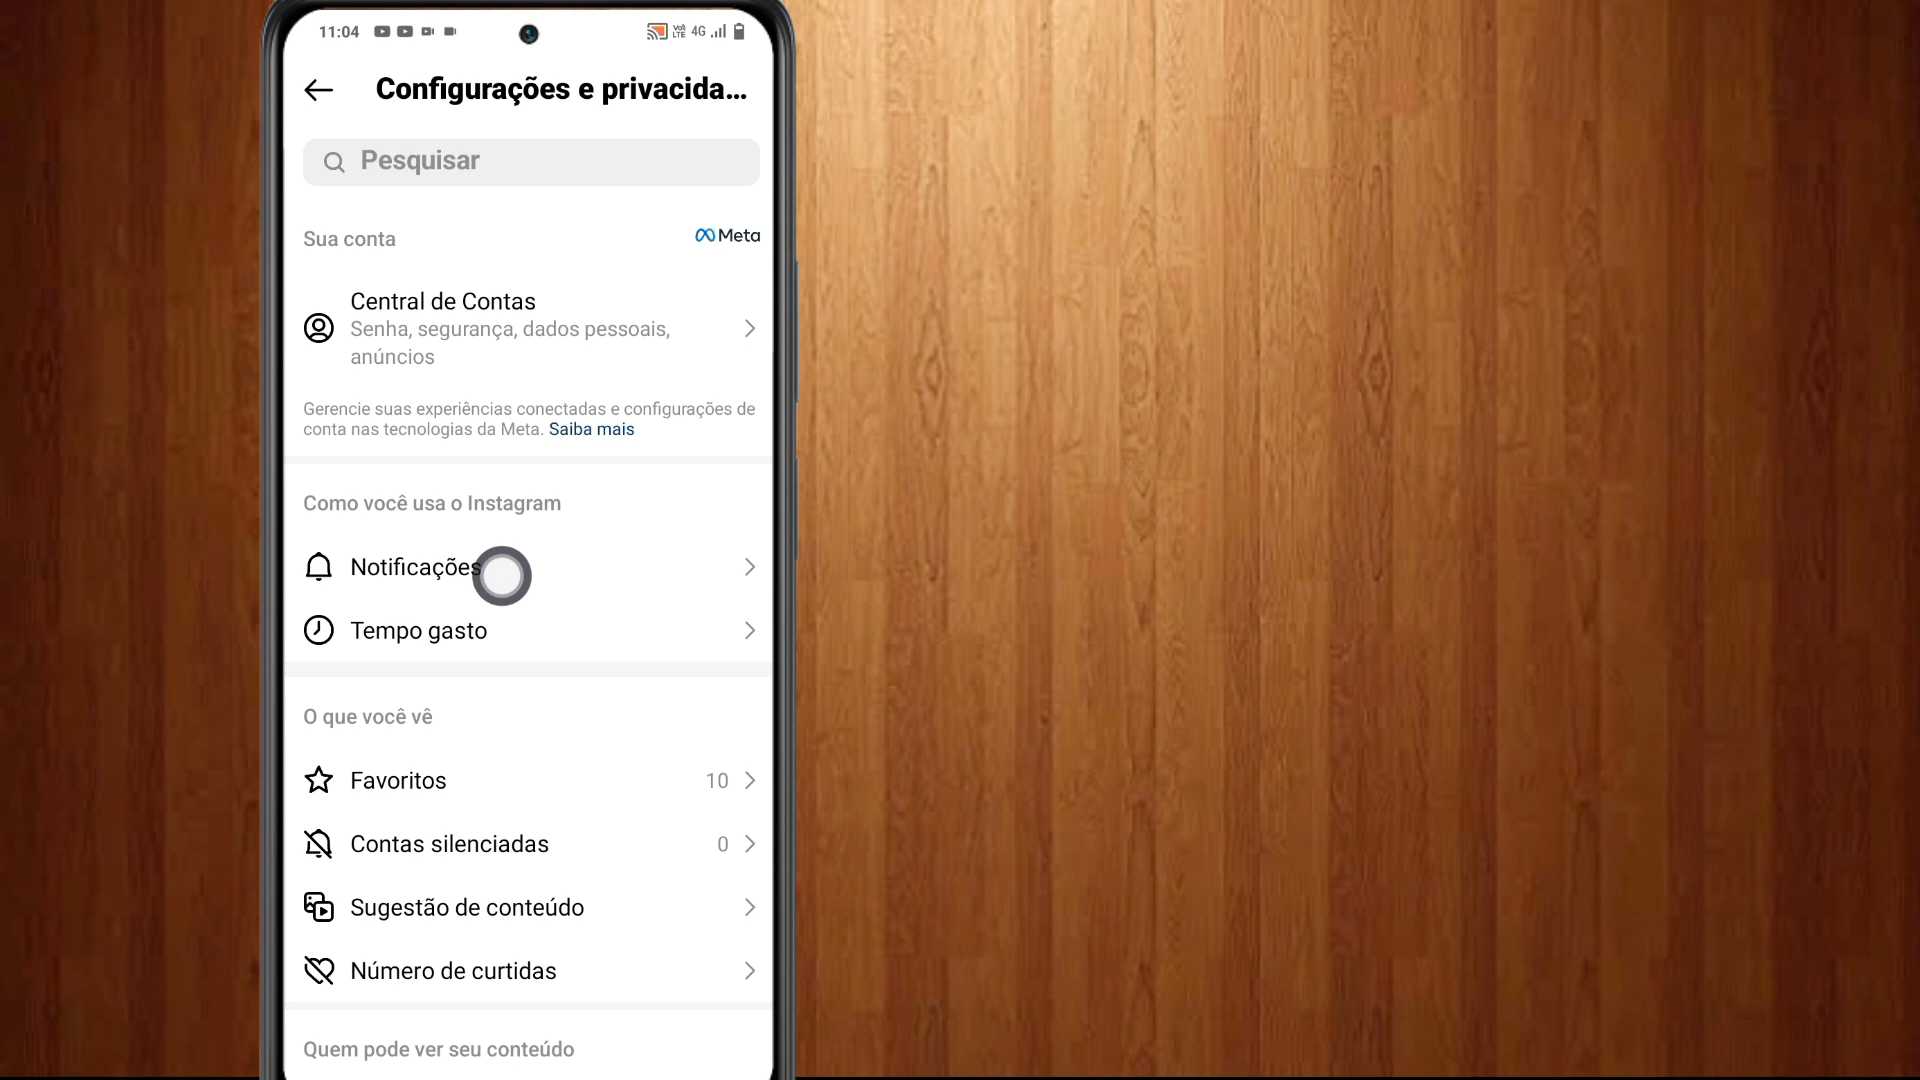 11:04
4G
Configurações e privacida...
Pesquisar
Sua conta
Meta
Central de Contas
Senha, segurança, dados pessoais,
anúncios
Gerencie suas experiências conectadas e configurações de
conta nas tecnologias da Meta. Saiba mais
Como você usa o Instagram
Notificações
Tempo gasto
O que você vê
Favoritos 10
Contas silenciadas 0
Sugestão de conteúdo
Número de curtidas
Quem pode ver seu conteúdo